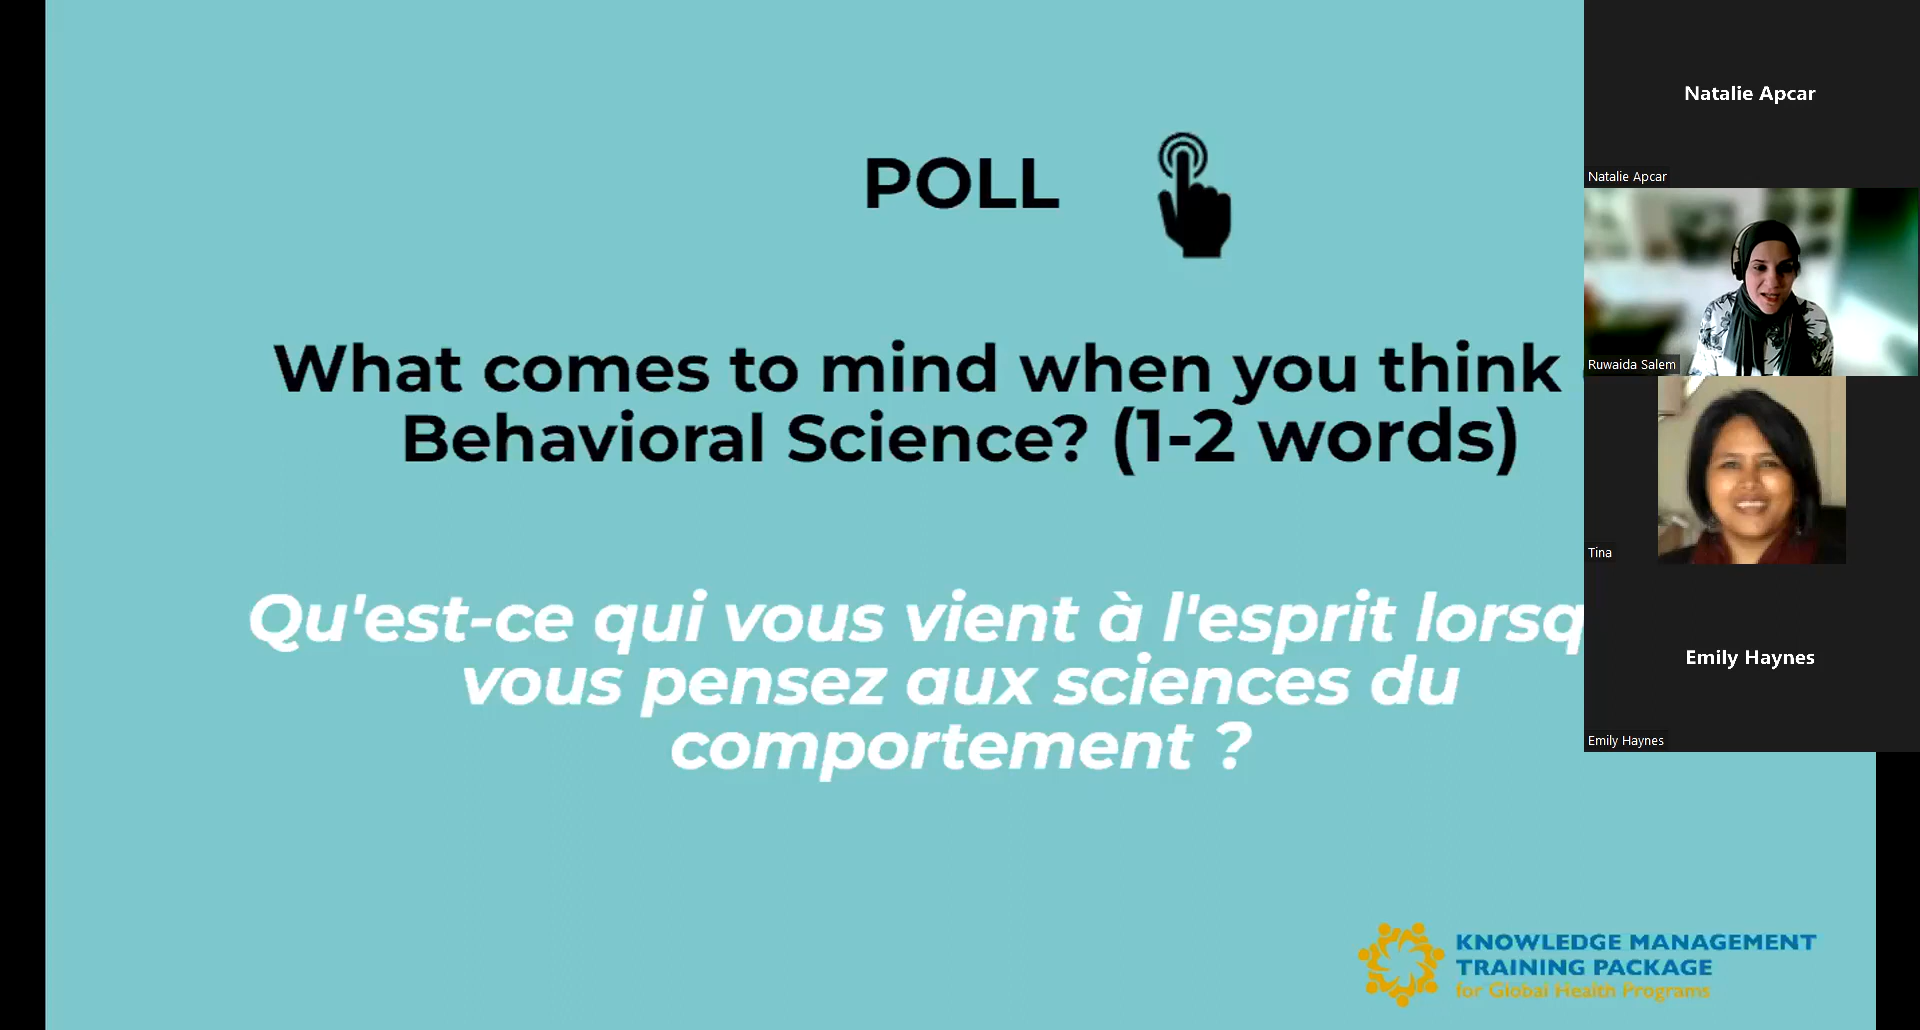 POLL
What comes to mind when you think
Behavioral Science? (1-2 words)
Qu'est-ce qui vous vient à l'esprit lorsq
vous pensez aux sciences du
comportement ?
KNOWLEDGE MANAGEMENT
TRAINING PACKAGE
for Global Health Programs
Natalie Apcar
Natalie Apcar
Ruwaida Salem
Tina
Emily Haynes
Emily Haynes